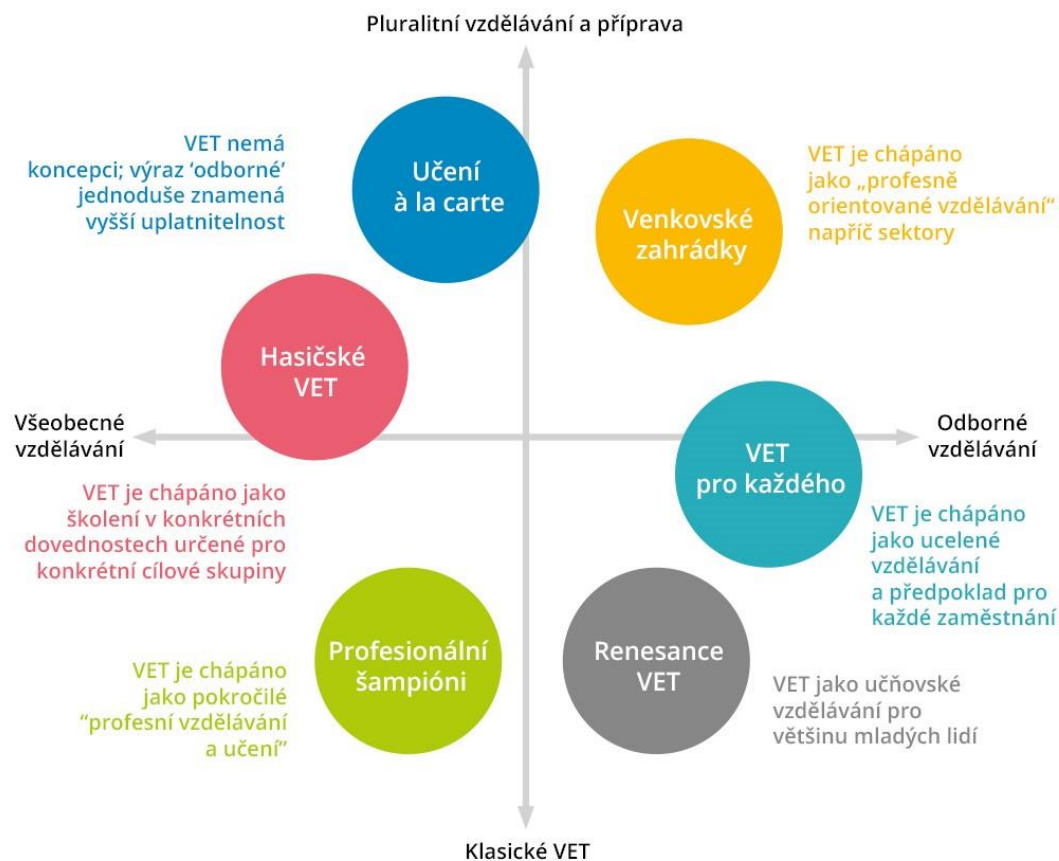 Pluralitní vzdělávání a příprava
VET nemá
koncepci; výraz ‘odborné’
jednoduše znamená
vyšší uplatnitelnost
Učení
à la carte
Venkovské
zahrádky
VET je chápáno
jako „profesně
orientované vzdělávání“
napříč sektory
Hasičské
VET
Všeobecné
vzdělávání
Odborné
vzdělávání
VET
pro každého
VET je chápáno jako
školení v konkrétních
dovednostech určené pro
konkrétní cílové skupiny
VET je chápáno
jako ucelené
vzdělávání
a předpoklad pro
každé zaměstnání
Profesionální
šampióni
Renesance
VET
VET je chápáno
jako pokročilé
“profesní vzdělávání
a učení”
VET jako učňovské
vzdělávání pro
většinu mladých lidí
Klasické VET